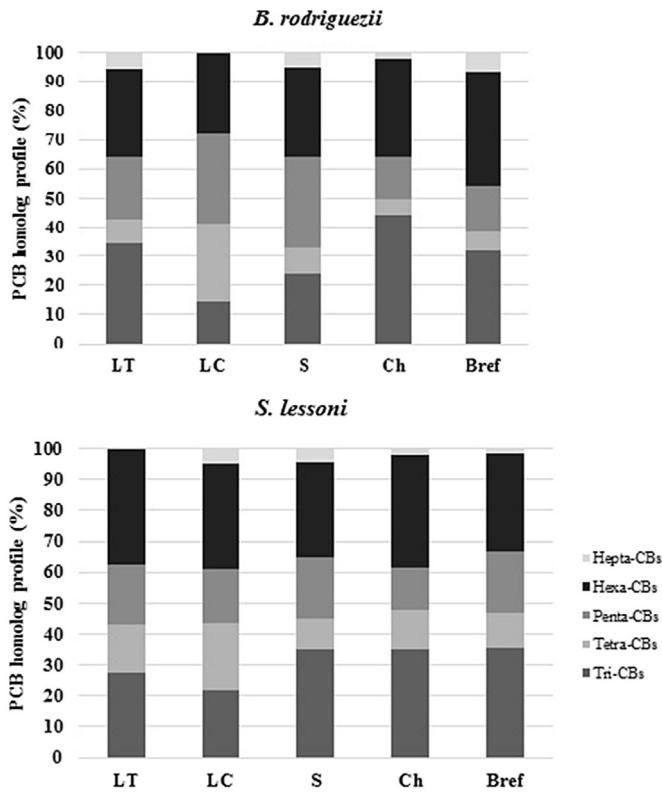 B. rodriguezii
PCB homolog profile (%)
100
90
80
70
60
50
40
30
20
10
0
LT LC S Ch Bref
S. lessoni
PCB homolog profile (%)
100
90
80
70
60
50
40
30
20
10
0
LT LC S Ch Bref
Hepta-CBs
Hexa-CBs
Penta-CBs
Tetra-CBs
Tri-CBs